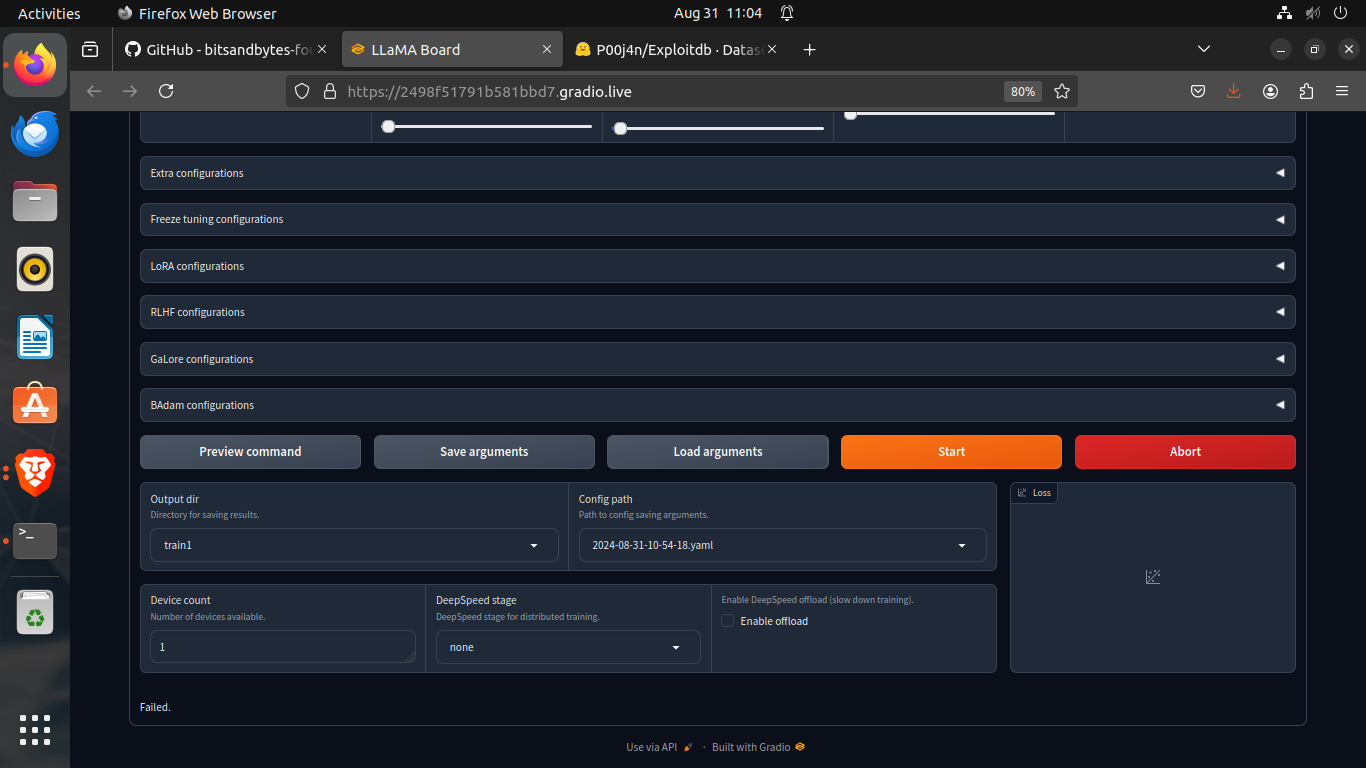 Activities Firefox Web Browser Aug 31 11:04
GitHub - bitsandbytes-fou LLaMA Board P00j4n/Exploitdb · Datase
https://2498f51791b581bbd7.gradio.live 80%
Extra configurations
Freeze tuning configurations
LoRA configurations
RLHF configurations
GaLore configurations
BAdam configurations
Preview command Save arguments Load arguments Start Abort
Output dir
Directory for saving results.
train1
Config path
Path to config saving arguments.
2024-08-31-10-54-18.yaml
Loss
Device count
Number of devices available.
1
DeepSpeed stage
DeepSpeed stage for distributed training.
none
Enable DeepSpeed offload (slow down training).
Enable offload
Failed.
Use via API · Built with Gradio